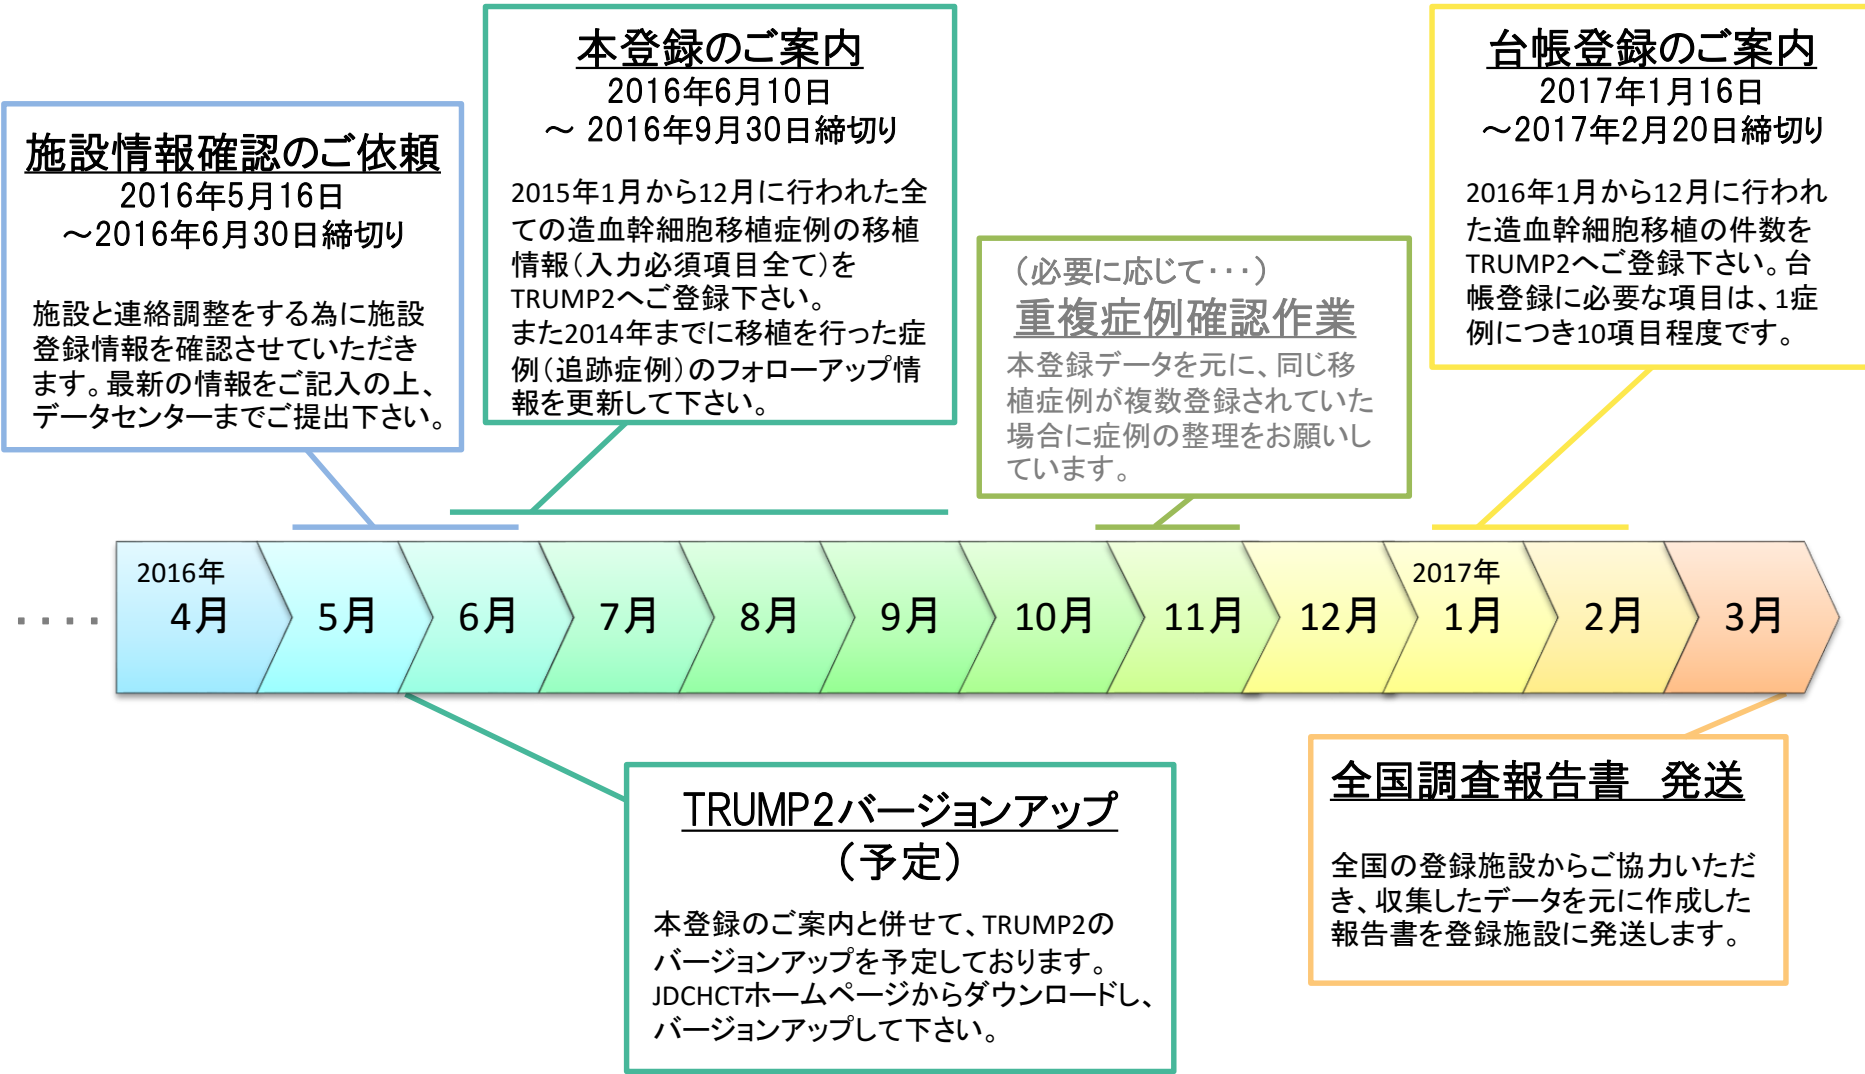 施設情報確認のご依頼
2016年5月16日
～2016年6月30日締切り
施設と連絡調整をする為に施設
登録情報を確認させていただき
ます。最新の情報をご記入の上、
データセンターまでご提出下さい。
本登録のご案内
2016年6月10日
～ 2016年9月30日締切り
2015年1月から12月に行われた全
ての造血幹細胞移植症例の移植
情報（入力必須項目全て）を
TRUMP2へご登録下さい。
また2014年までに移植を行った症
例（追跡症例）のフォローアップ情
報を更新して下さい。
（必要に応じて・・・）
重複症例確認作業
本登録データを元に、同じ移
植症例が複数登録されていた
場合に症例の整理をお願いし
ています。
台帳登録のご案内
2017年1月16日
～2017年2月20日締切り
2016年1月から12月に行われ
た造血幹細胞移植の件数を
TRUMP2へご登録下さい。台
帳登録に必要な項目は、1症
例につき10項目程度です。
2016年 2017年
・・・・ 4月 5月 6月 7月 8月 9月 10月 11月 12月 1月 2月 3月
TRUMP2バージョンアップ
（予定）
本登録のご案内と併せて、TRUMP2の
バージョンアップを予定しております。
JDCHCTホームページからダウンロードし、
バージョンアップして下さい。
全国調査報告書　発送
全国の登録施設からご協力いただ
き、収集したデータを元に作成した
報告書を登録施設に発送します。